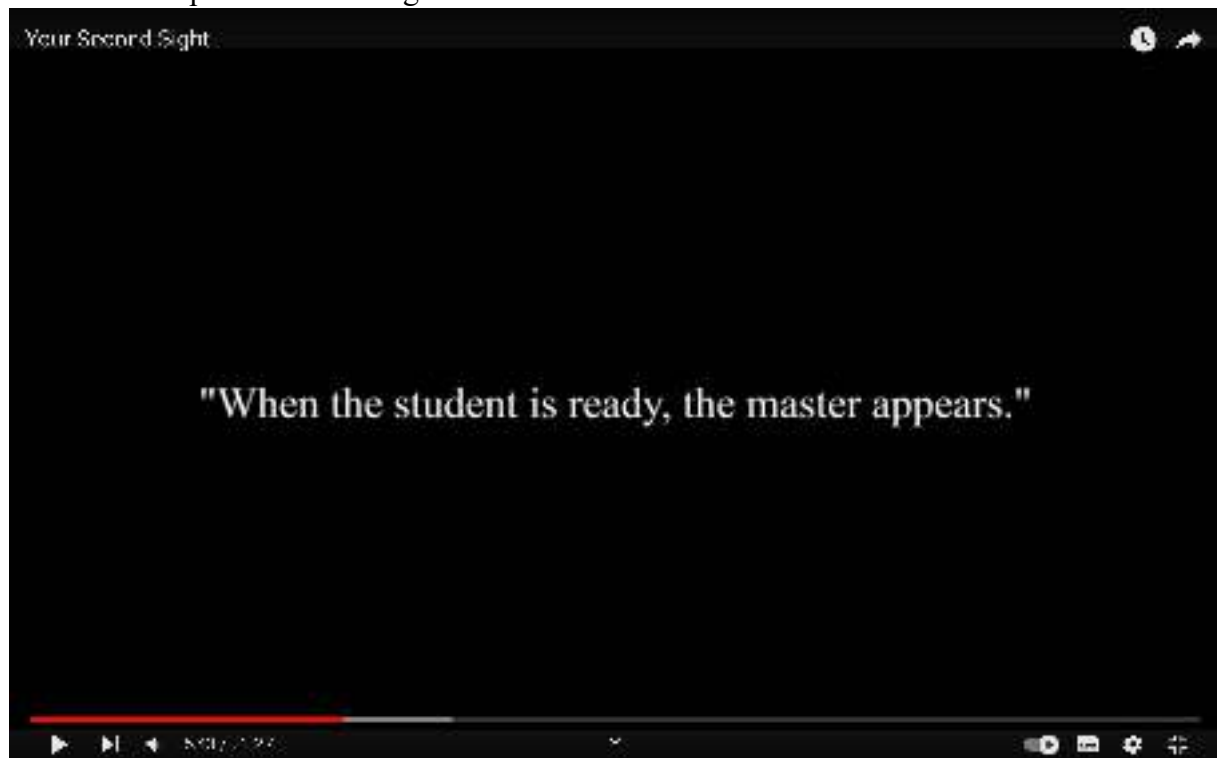 Your Second Sight
"When the student is ready, the master appears."